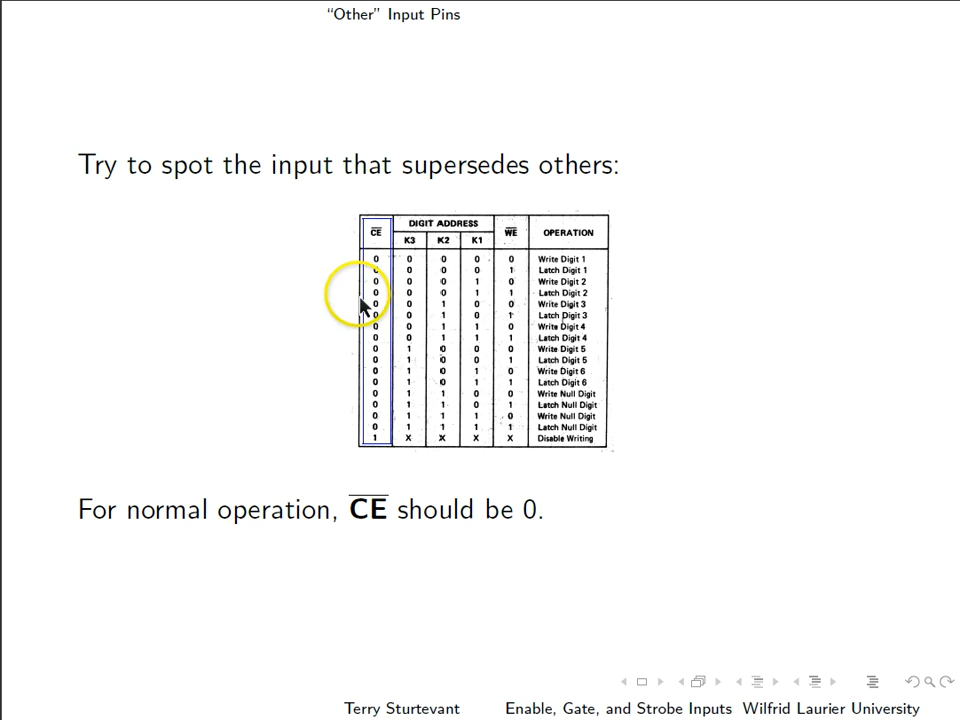 “Other” Input Pins
Try to spot the input that supersedes others:
CE DIGIT ADDRESS WE OPERATION
K3 K2 K1
0 0 0 0 0 Write Digit 1
0 0 0 0 1 Latch Digit 1
0 0 0 1 0 Write Digit 2
0 0 0 1 1 Latch Digit 2
0 0 1 0 0 Write Digit 3
0 0 1 0 1 Latch Digit 3
0 0 1 1 0 Write Digit 4
0 0 1 1 1 Latch Digit 4
0 1 0 0 0 Write Digit 5
0 1 0 0 1 Latch Digit 5
0 1 0 1 0 Write Digit 6
0 1 0 1 1 Latch Digit 6
0 1 1 0 0 Write Null Digit
0 1 1 0 1 Latch Null Digit
0 1 1 1 0 Write Null Digit
0 1 1 1 1 Latch Null Digit
1 X X X X Disable Writing
For normal operation, CE should be 0.
Terry Sturtevant Enable, Gate, and Strobe Inputs Wilfrid Laurier University